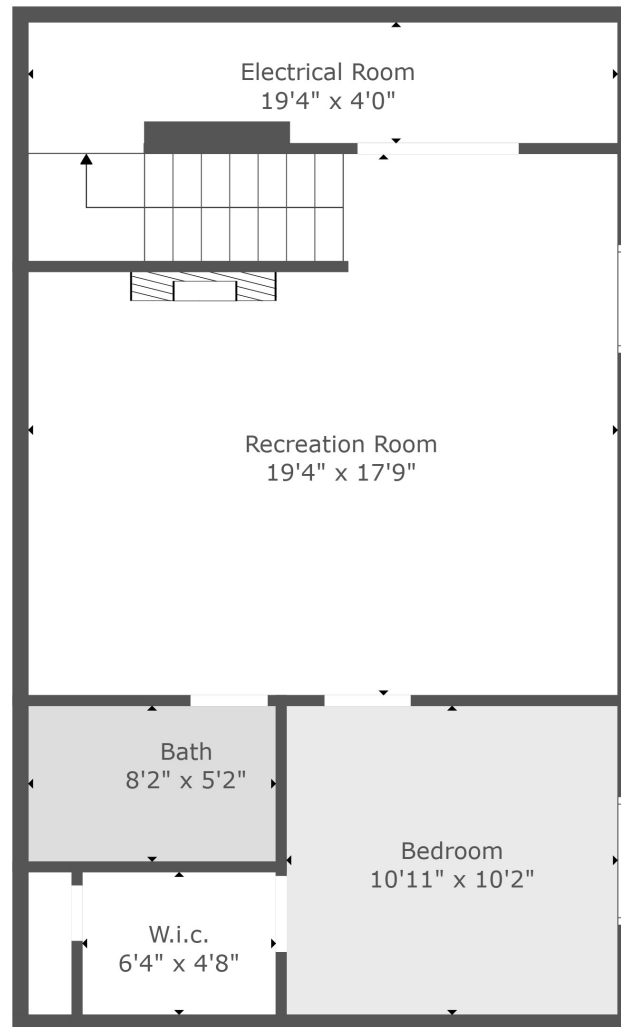 Electrical Room
19'4" x 4'0"
Recreation Room
19'4" x 17'9"
Bath
8'2" x 5'2"
Bedroom
10'11" x 10'2"
W.i.c.
6'4" x 4'8"